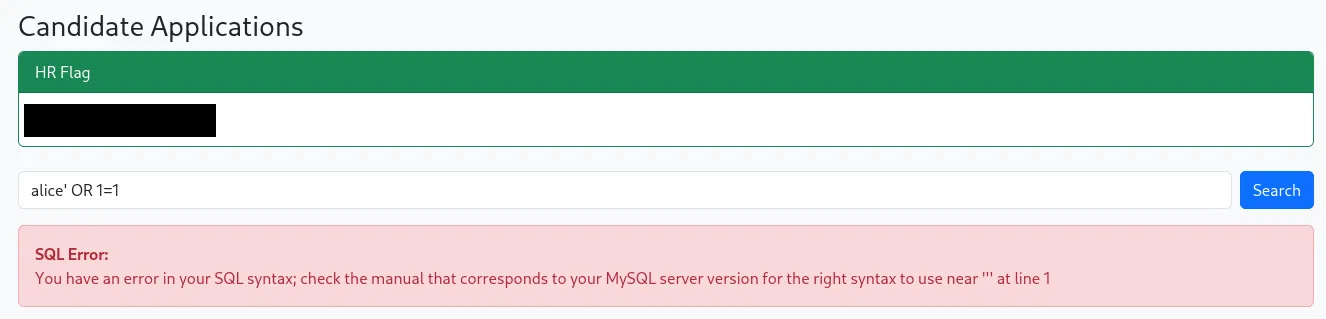 Candidate Applications
HR Flag
alice' OR 1=1
Search
SQL Error:
You have an error in your SQL syntax; check the manual that corresponds to your MySQL server version for the right syntax to use near ''' at line 1